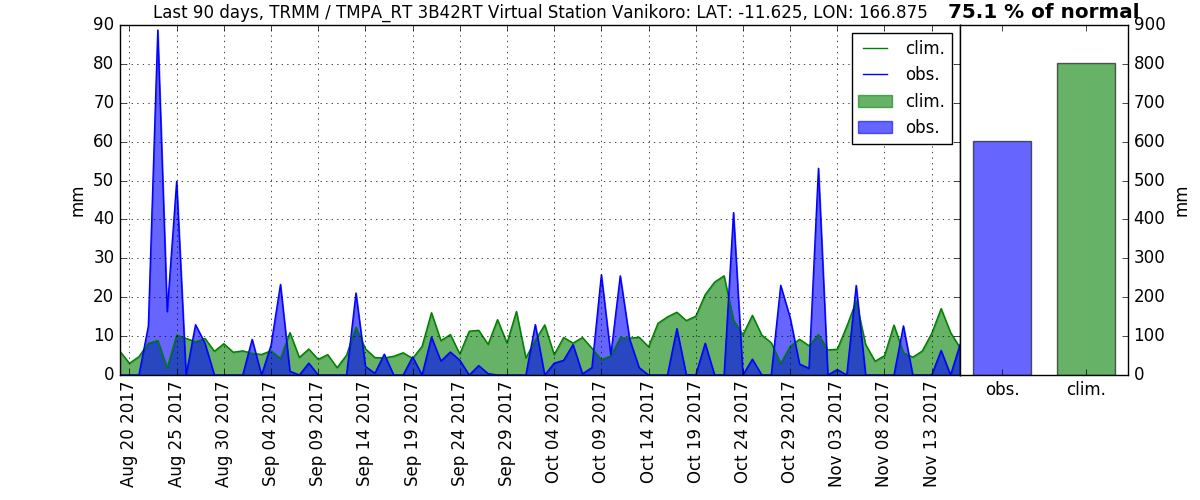 Last 90 days, TRMM / TMPA_RT 3B42RT Virtual Station Vanikoro: LAT: -11.625, LON: 166.875
75.1 % of normal
90
80
70
60
50
40
30
20
10
0
mm
clim.
obs.
clim.
obs.
Aug 20 2017
Aug 25 2017
Aug 30 2017
Sep 04 2017
Sep 09 2017
Sep 14 2017
Sep 19 2017
Sep 24 2017
Sep 29 2017
Oct 04 2017
Oct 09 2017
Oct 14 2017
Oct 19 2017
Oct 24 2017
Oct 29 2017
Nov 03 2017
Nov 08 2017
Nov 13 2017
obs.
clim.
900
800
700
600
500
400
300
200
100
0
mm